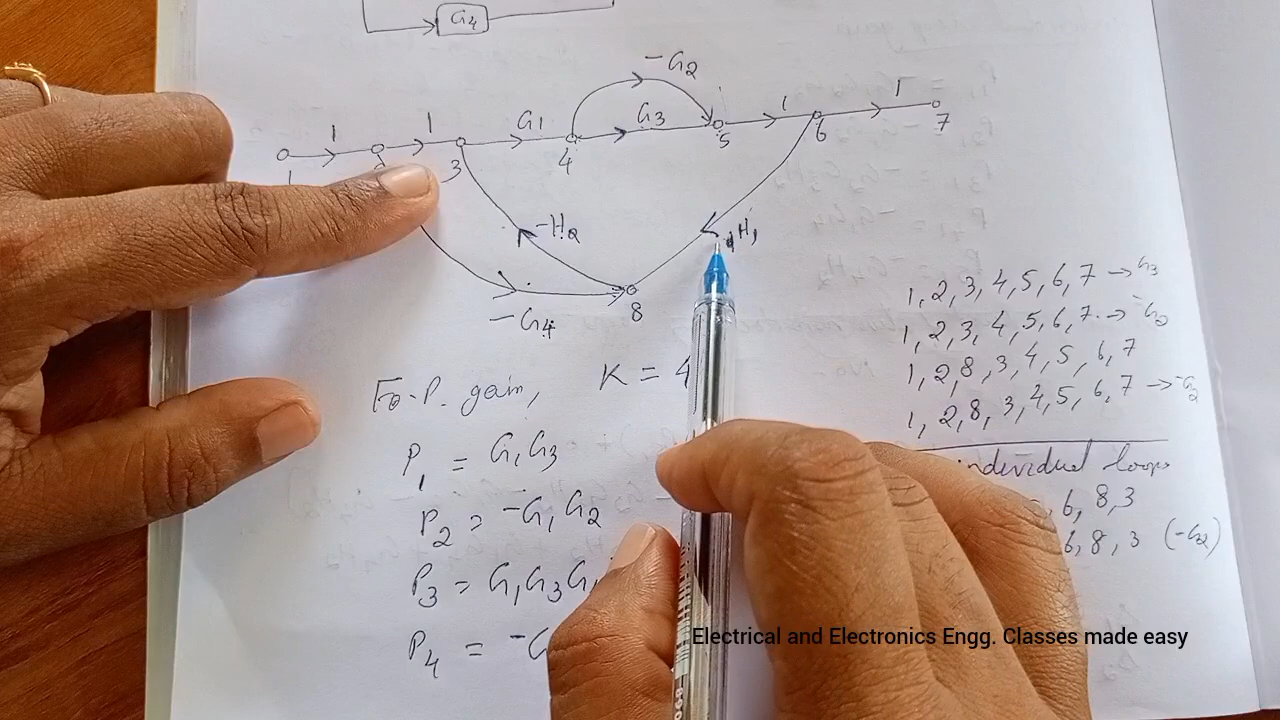 G4
-G2
1 1 G1 G3 1 1
1 3 4 5 6 7
-H2 H1
-G4 8
1, 2, 3, 4, 5, 6, 7 → G3
1, 2, 3, 4, 5, 6, 7 → -G2
1, 2, 8, 3, 4, 5, 6, 7
1, 2, 8, 3, 4, 5, 6, 7 → -G2
Fo. P. gain, K = 4
individual loops
P1 = G1G3
6, 8, 3
P2 = -G1G2
6, 8, 3 (-G2)
P3 = G1G3G
P4 = -G
Electrical and Electronics Engg. Classes made easy